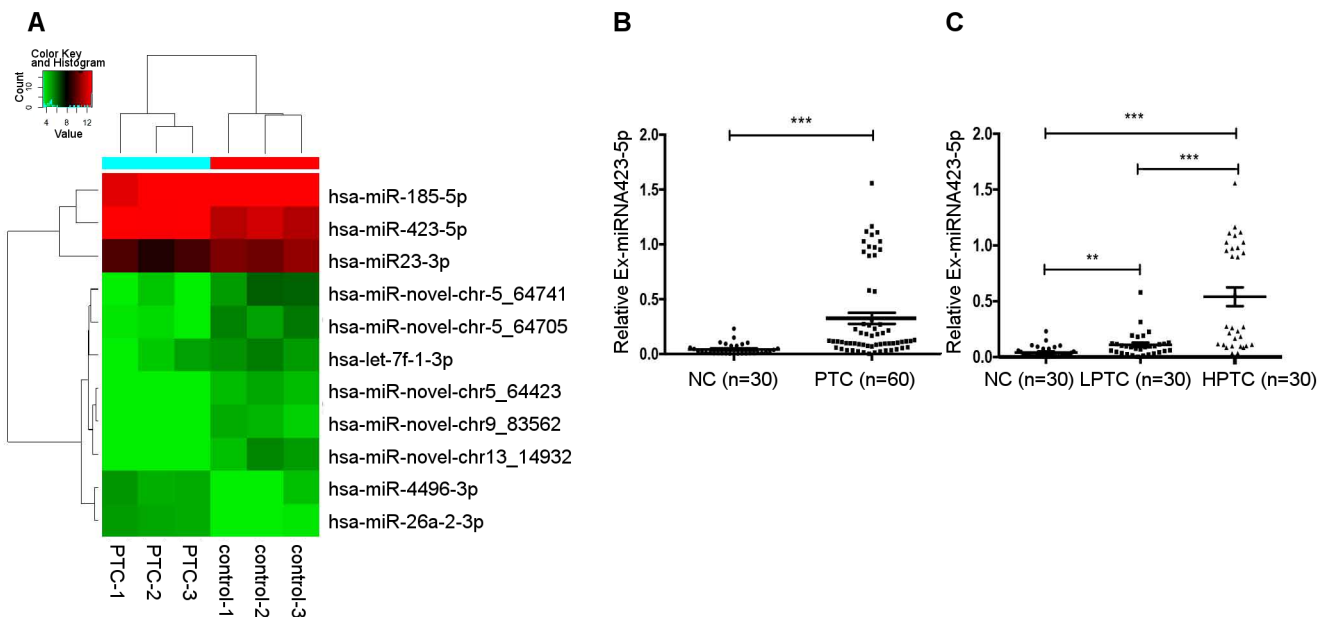 A
B
C
Color Key
and Histogram
Count
0
10
4
8
12
Value
hsa-miR-185-5p
hsa-miR-423-5p
hsa-miR23-3p
hsa-miR-novel-chr-5_64741
hsa-miR-novel-chr-5_64705
hsa-let-7f-1-3p
hsa-miR-novel-chr5_64423
hsa-miR-novel-chr9_83562
hsa-miR-novel-chr13_14932
hsa-miR-4496-3p
hsa-miR-26a-2-3p
PTC-1
PTC-2
PTC-3
control-1
control-2
control-3
Relative Ex-miRNA423-5p
2.0
1.5
1.0
0.5
0.0
***
NC (n=30)
PTC (n=60)
Relative Ex-miRNA423-5p
2.0
1.5
1.0
0.5
0.0
***
***
**
NC (n=30)
LPTC (n=30)
HPTC (n=30)